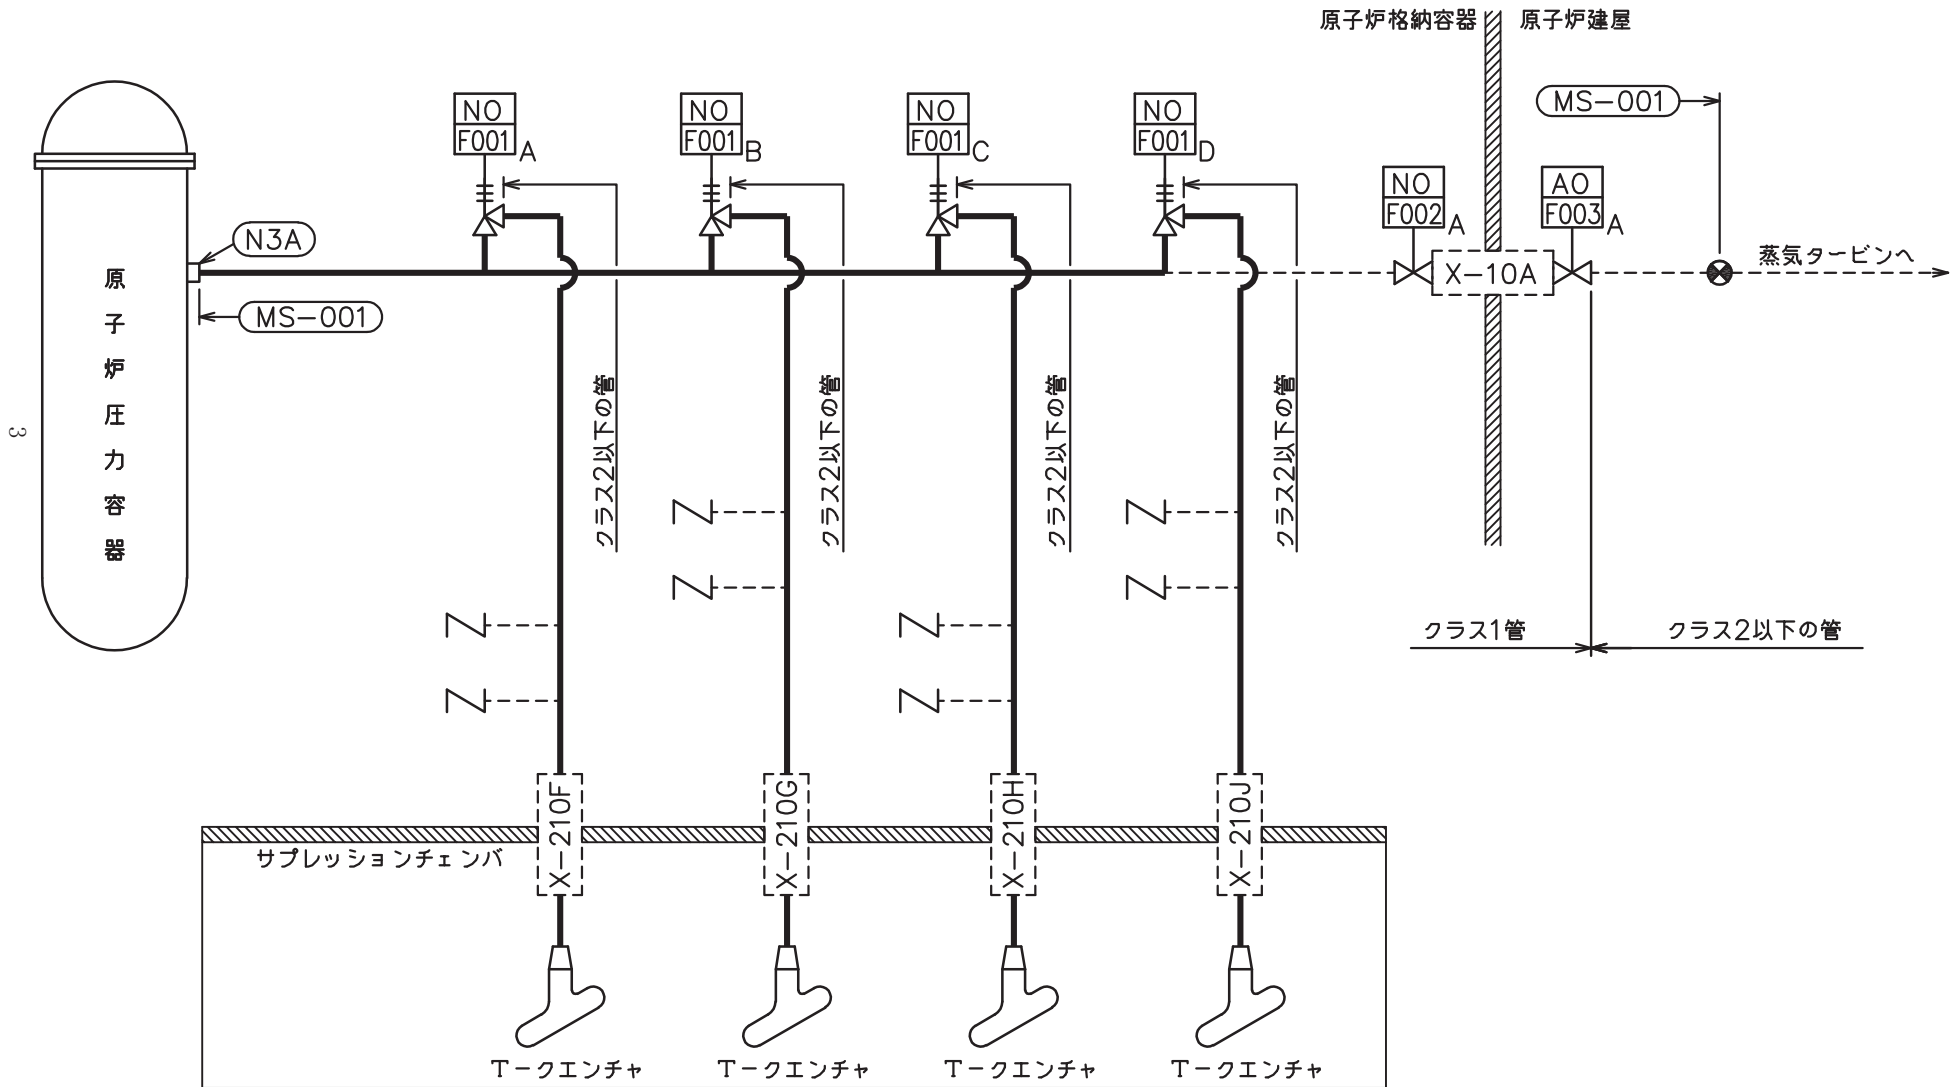 原子炉格納容器
原子炉建屋
MS-001
NO
F001
A
NO
F001
B
NO
F001
C
NO
F001
D
NO
F002
A
AO
F003
A
N3A
MS-001
X-10A
蒸気タービンへ
原子炉圧力容器
クラス2以下の管
クラス2以下の管
クラス2以下の管
クラス2以下の管
3
クラス1管
クラス2以下の管
X-210F
X-210G
X-210H
X-210J
サプレッションチェンバ
T-クエンチャ
T-クエンチャ
T-クエンチャ
T-クエンチャ